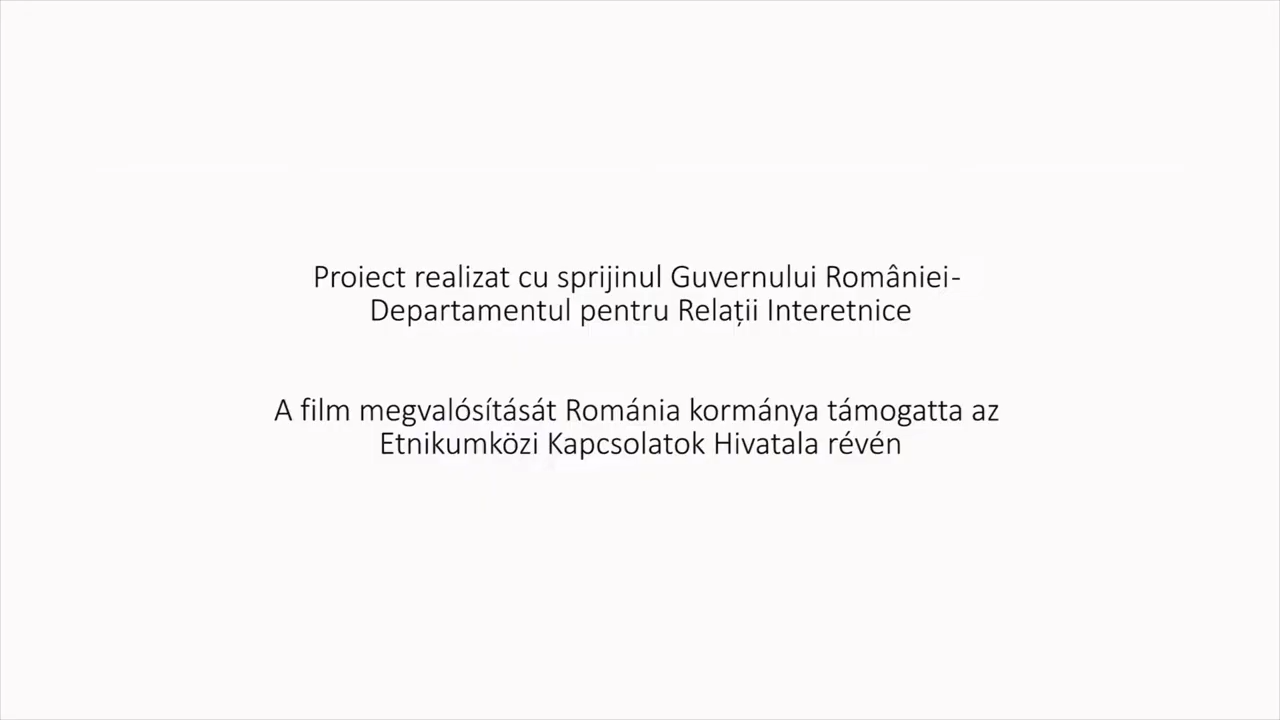 Proiect realizat cu sprijinul Guvernului României-
Departamentul pentru Relații Interetnice
A film megvalósítását Románia kormánya támogatta az
Etnikumközi Kapcsolatok Hivatala révén